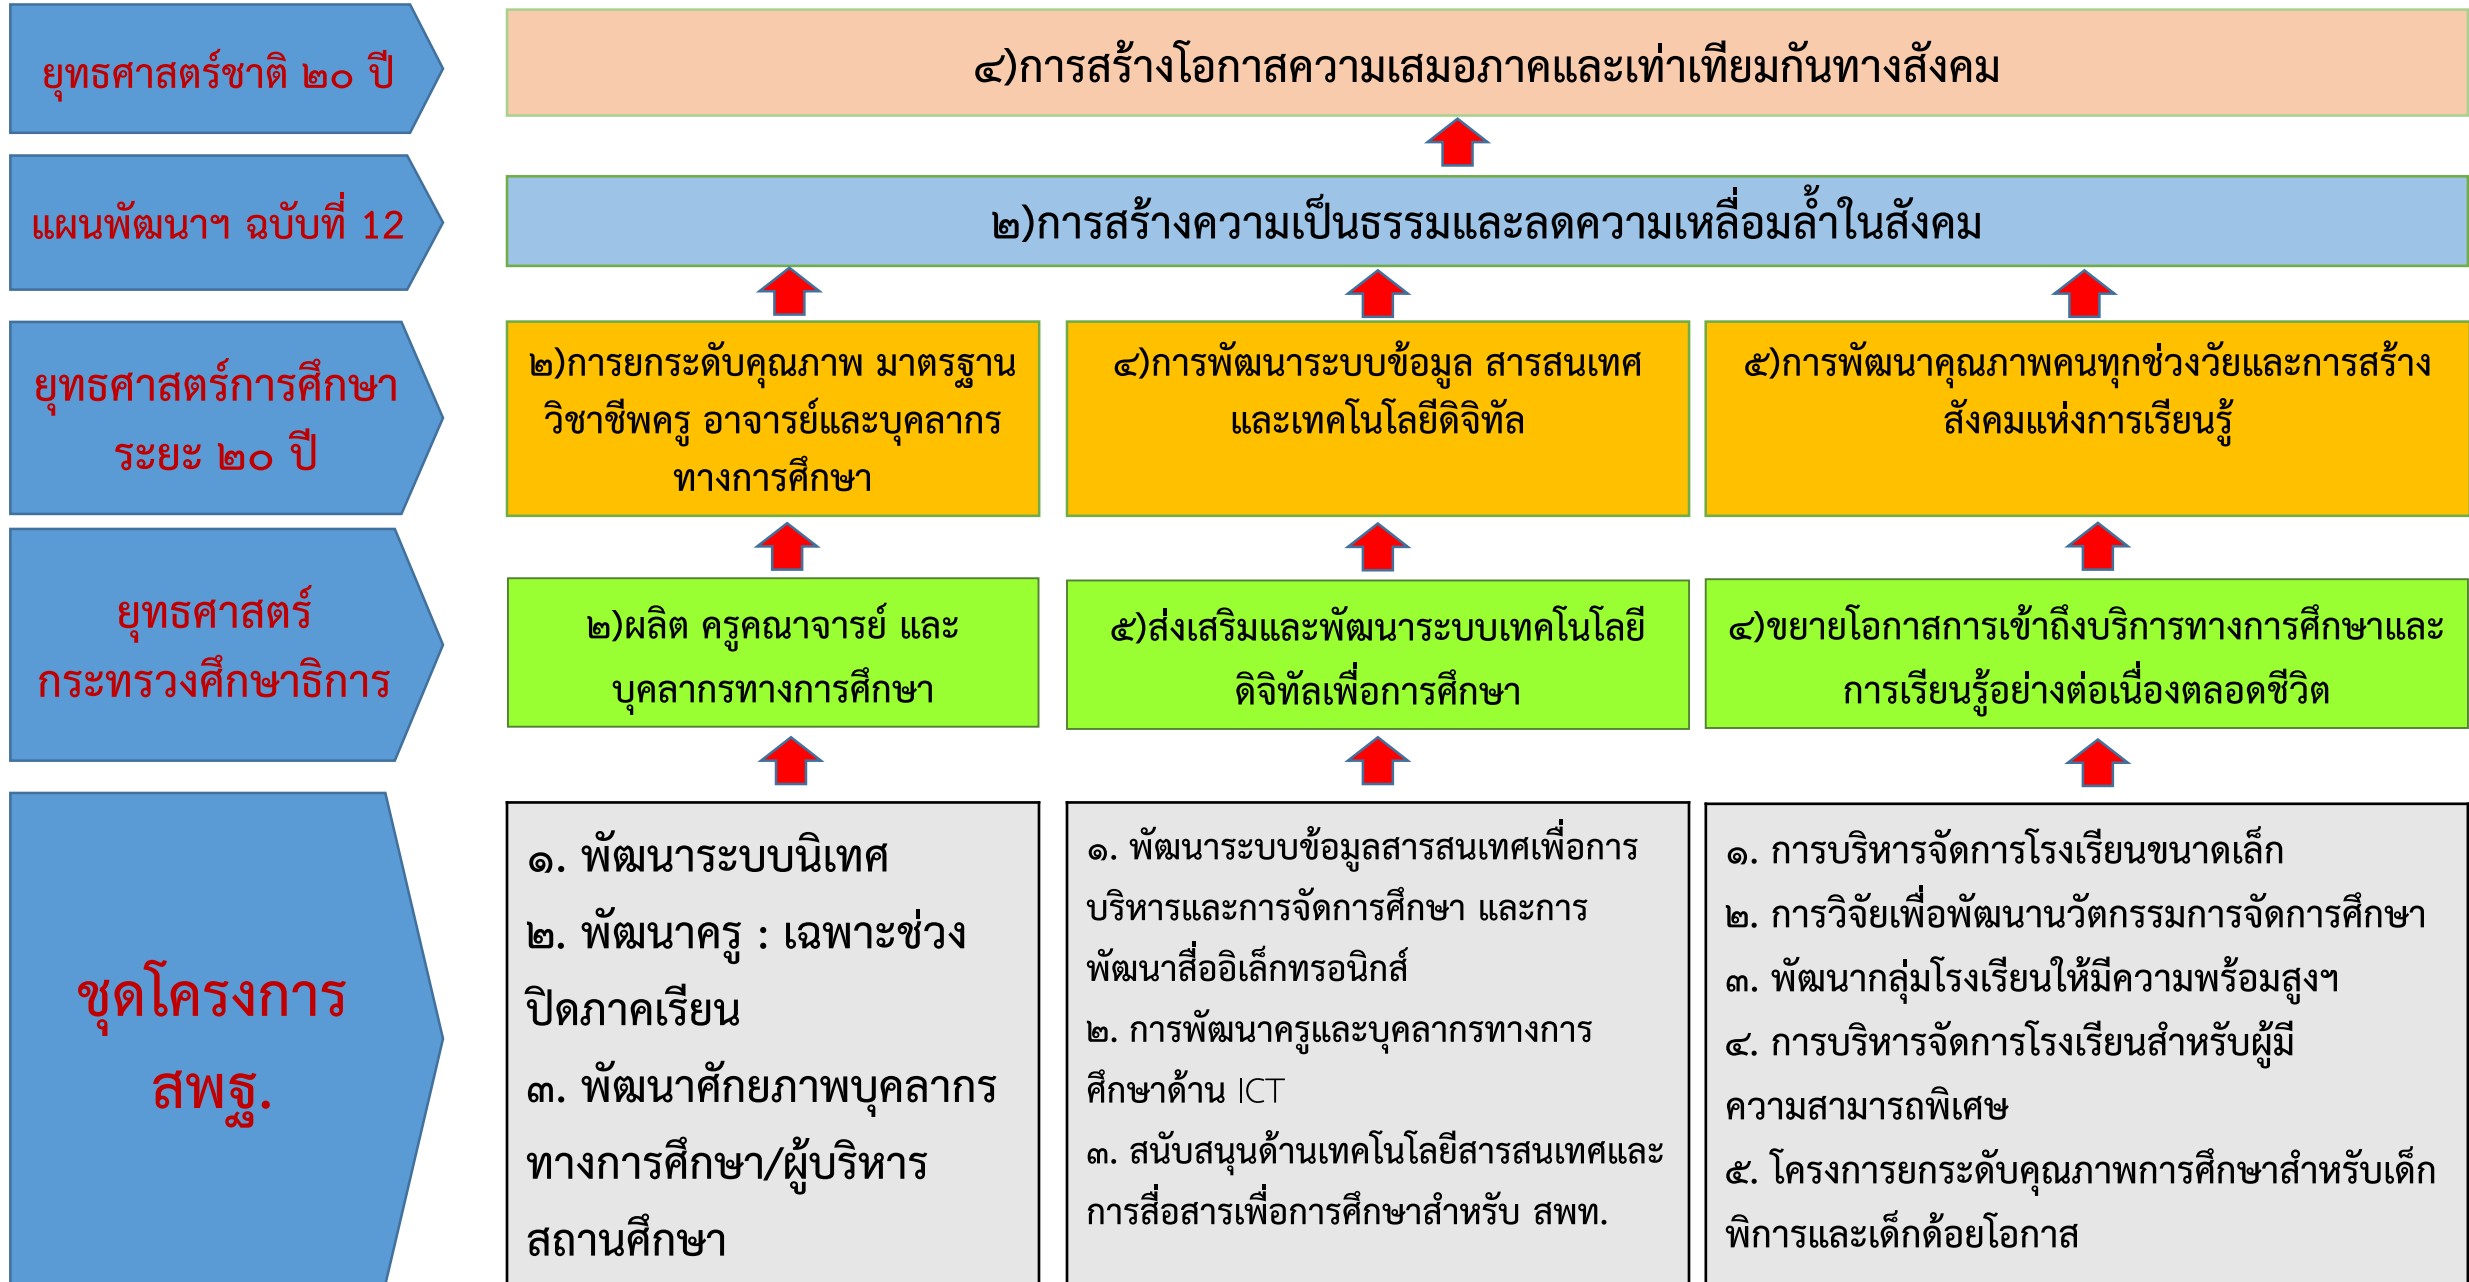 ยุทธศาสตร์ชาติ ๒๐ ปี
๔)การสร้างโอกาสความเสมอภาคและเท่าเทียมกันทางสังคม
แผนพัฒนาฯ ฉบับที่ 12
๒)การสร้างความเป็นธรรมและลดความเหลื่อมล้ำในสังคม
ยุทธศาสตร์การศึกษา
ระยะ ๒๐ ปี
๒)การยกระดับคุณภาพ มาตรฐาน
วิชาชีพครู อาจารย์และบุคลากร
ทางการศึกษา
๔)การพัฒนาระบบข้อมูล สารสนเทศ
และเทคโนโลยีดิจิทัล
๕)การพัฒนาคุณภาพคนทุกช่วงวัยและการสร้าง
สังคมแห่งการเรียนรู้
ยุทธศาสตร์
กระทรวงศึกษาธิการ
๒)ผลิต ครูคณาจารย์ และ
บุคลากรทางการศึกษา
๕)ส่งเสริมและพัฒนาระบบเทคโนโลยี
ดิจิทัลเพื่อการศึกษา
๔)ขยายโอกาสการเข้าถึงบริการทางการศึกษาและ
การเรียนรู้อย่างต่อเนื่องตลอดชีวิต
ชุดโครงการ
สพฐ.
๑. พัฒนาระบบนิเทศ
๒. พัฒนาครู : เฉพาะช่วง
ปิดภาคเรียน
๓. พัฒนาศักยภาพบุคลากร
ทางการศึกษา/ผู้บริหาร
สถานศึกษา
๑. พัฒนาระบบข้อมูลสารสนเทศเพื่อการ
บริหารและการจัดการศึกษา และการ
พัฒนาสื่ออิเล็กทรอนิกส์
๒. การพัฒนาครูและบุคลากรทางการ
ศึกษาด้าน ICT
๓. สนับสนุนด้านเทคโนโลยีสารสนเทศและ
การสื่อสารเพื่อการศึกษาสำหรับ สพท.
๑. การบริหารจัดการโรงเรียนขนาดเล็ก
๒. การวิจัยเพื่อพัฒนานวัตกรรมการจัดการศึกษา
๓. พัฒนากลุ่มโรงเรียนให้มีความพร้อมสูงฯ
๔. การบริหารจัดการโรงเรียนสำหรับผู้มี
ความสามารถพิเศษ
๕. โครงการยกระดับคุณภาพการศึกษาสำหรับเด็ก
พิการและเด็กด้อยโอกาส